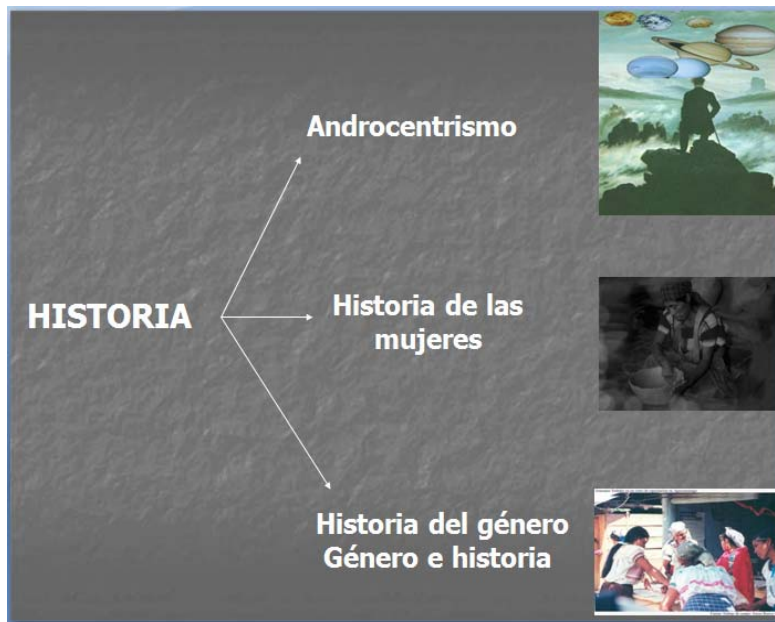 Androcentrismo
HISTORIA
Historia de las
mujeres
Historia del género
Género e historia